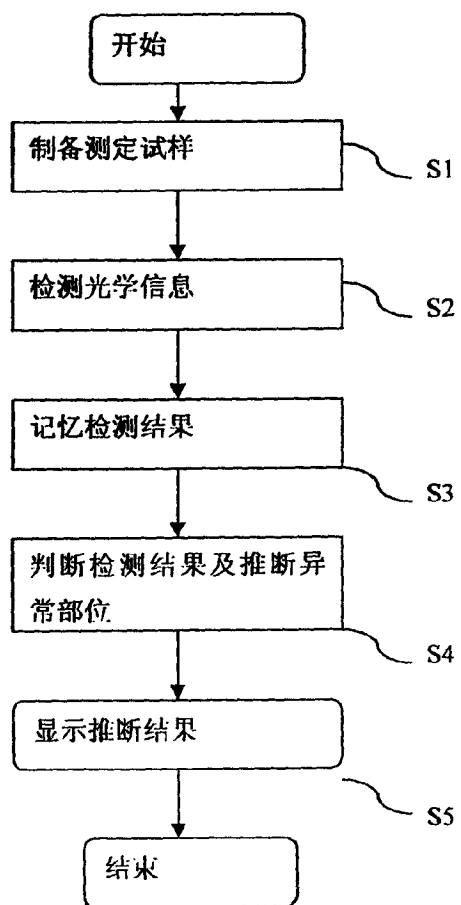 开始
制备测定试样
S1
检测光学信息
S2
记忆检测结果
S3
判断检测结果及推断异
常部位
S4
显示推断结果
S5
结束